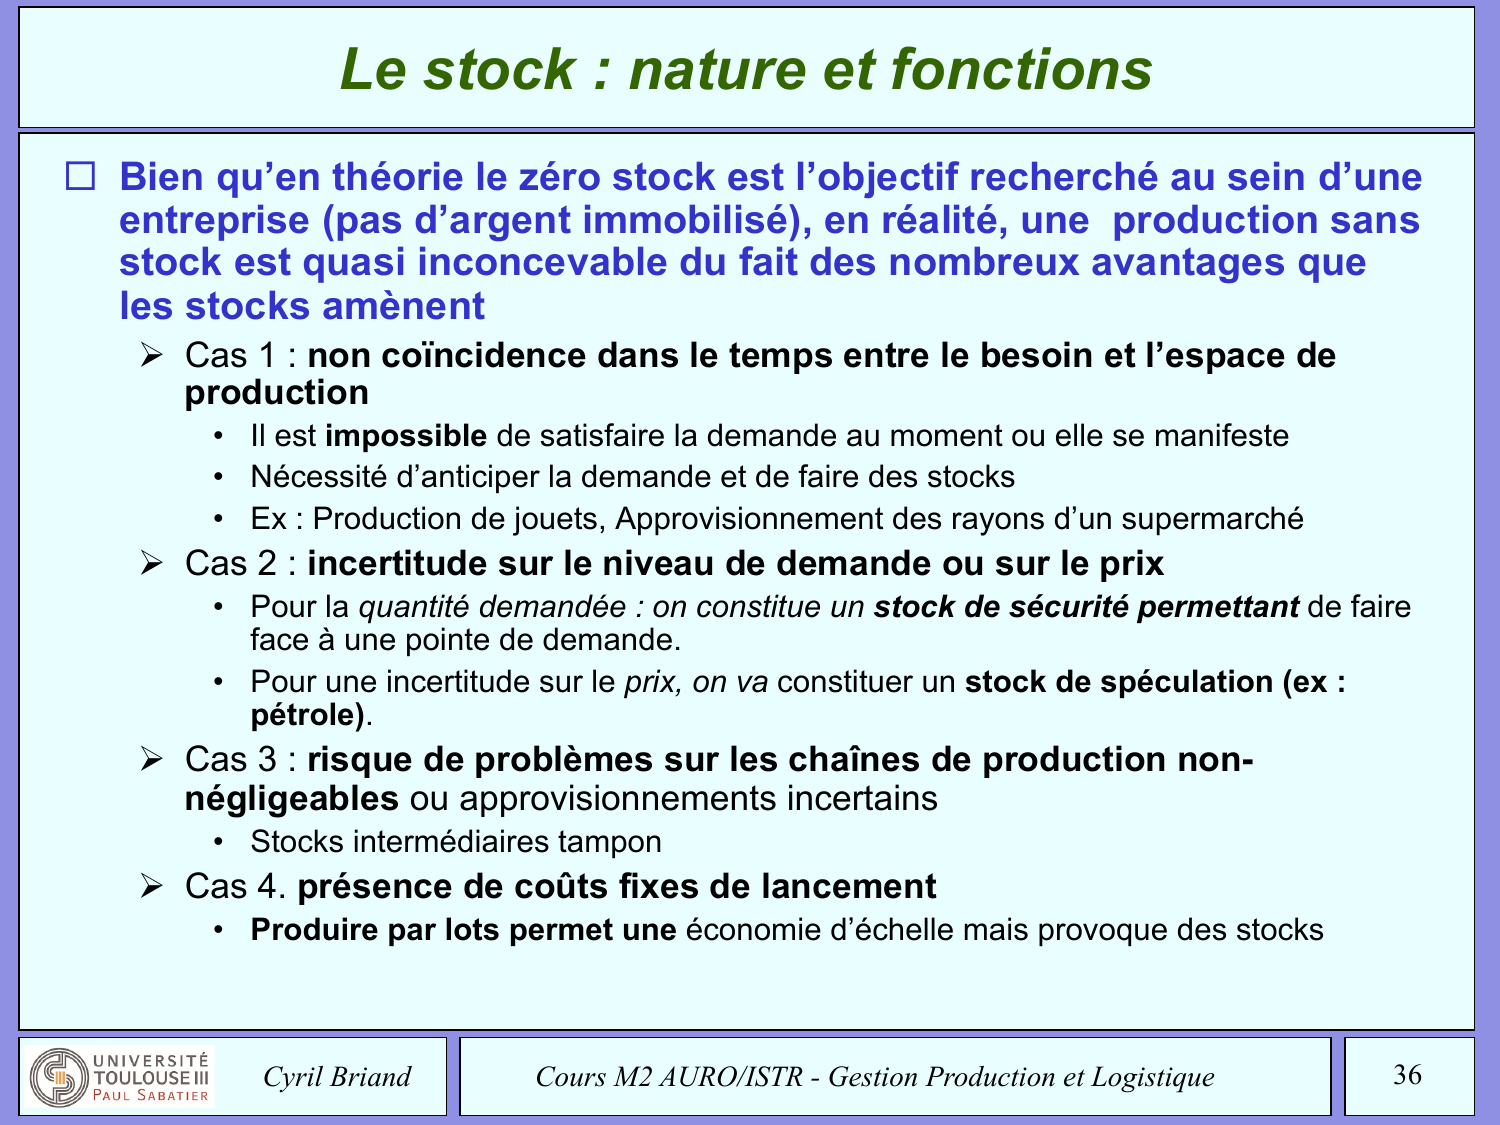 Le stock : nature et fonctions
☐ Bien qu’en théorie le zéro stock est l’objectif recherché au sein d’une
entreprise (pas d’argent immobilisé), en réalité, une  production sans
stock est quasi inconcevable du fait des nombreux avantages que
les stocks amènent
➢ Cas 1 : non coïncidence dans le temps entre le besoin et l’espace de
production
• Il est impossible de satisfaire la demande au moment ou elle se manifeste
• Nécessité d’anticiper la demande et de faire des stocks
• Ex : Production de jouets, Approvisionnement des rayons d’un supermarché
➢ Cas 2 : incertitude sur le niveau de demande ou sur le prix
• Pour la quantité demandée : on constitue un stock de sécurité permettant de faire
face à une pointe de demande.
• Pour une incertitude sur le prix, on va constituer un stock de spéculation (ex :
pétrole).
➢ Cas 3 : risque de problèmes sur les chaînes de production non-
négligeables ou approvisionnements incertains
• Stocks intermédiaires tampon
➢ Cas 4. présence de coûts fixes de lancement
• Produire par lots permet une économie d’échelle mais provoque des stocks
UNIVERSITÉ
TOULOUSE III
PAUL SABATIER
Cyril Briand
Cours M2 AURO/ISTR - Gestion Production et Logistique
36